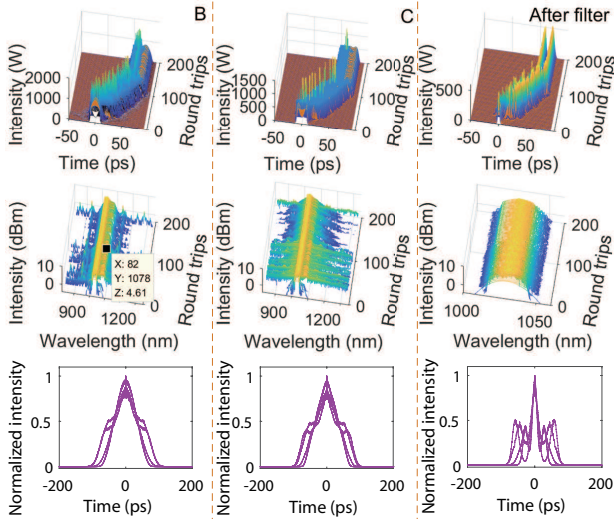 B
C
After filter
Intensity (W)
2000
1000
0
-50
0
50
Time (ps)
0
100
200
Round trips
Intensity (W)
1500
1000
500
0
-50
0
50
Time (ps)
0
100
200
Round trips
Intensity (W)
500
0
-50
0
50
Time (ps)
0
100
200
Round trips
Intensity (dBm)
10
0
900
1200
Wavelength (nm)
0
100
200
Round trips
X: 82
Y: 1078
Z: 4.61
Intensity (dBm)
10
0
900
1200
Wavelength (nm)
0
100
200
Round trips
Intensity (dBm)
10
0
1000
1050
Wavelength (nm)
0
100
200
Round trips
Normalized intensity
1
0.5
0
-200
0
200
Time (ps)
Normalized intensity
1
0.5
0
-200
0
200
Time (ps)
Normalized intensity
1
0.5
0
-200
0
200
Time (ps)